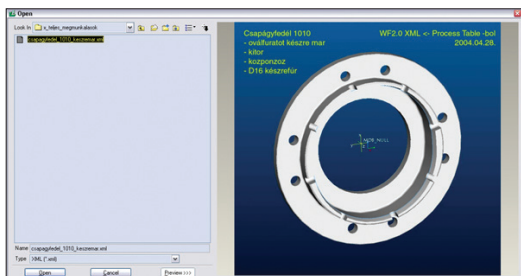 Open
Look In x_teljes_megmunkalasok
csapagyfedel_1010_keszremar.xml
Name csapagyfedel_1010_keszremar.xml
Type XML (*.xml)
Open
Cancel
Preview >>>
Csapágyfedél 1010
- oválfuratot készre mar
- kitor
- kozponzoz
- D16 készrefúr
WF2.0 XML <- Process Table -bol
2004.04.28.